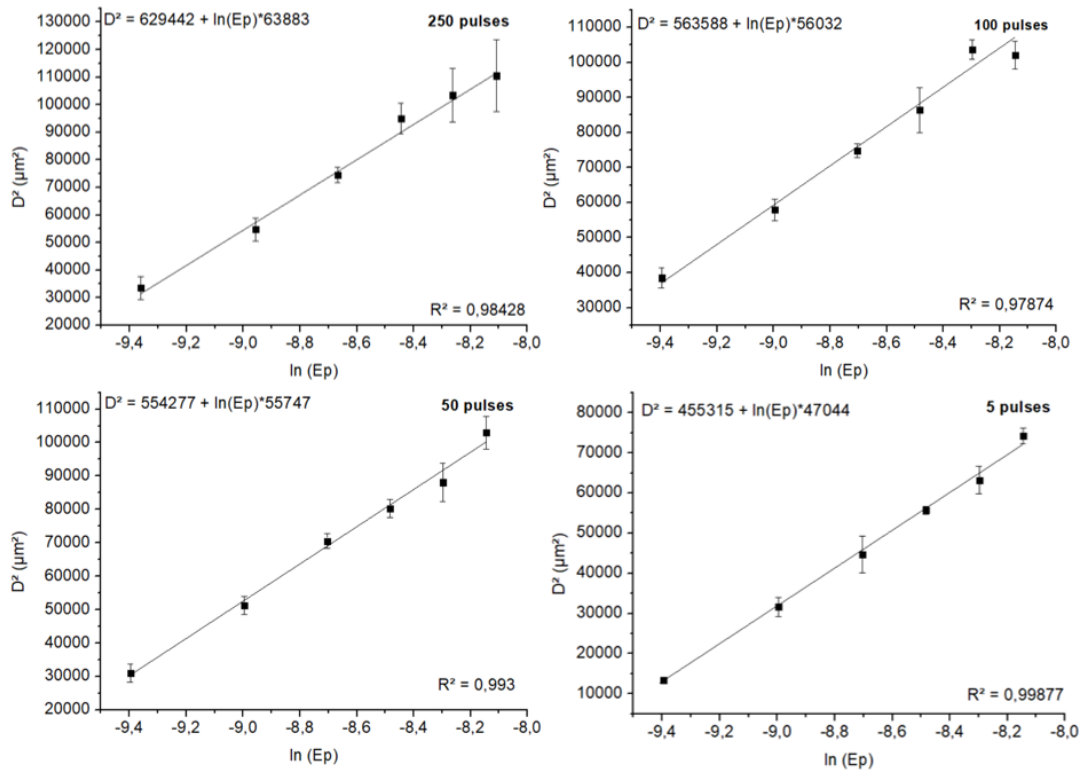 D² = 629442 + ln(Ep)*63883
250 pulses
130000
120000
110000
100000
90000
80000
70000
60000
50000
40000
30000
20000
D² (µm²)
R² = 0,98428
-9,4 -9,2 -9,0 -8,8 -8,6 -8,4 -8,2 -8,0
ln (Ep)
D² = 563588 + ln(Ep)*56032
100 pulses
100000
90000
80000
70000
60000
50000
40000
30000
D² (µm²)
R² = 0,97874
-9,4 -9,2 -9,0 -8,8 -8,6 -8,4 -8,2 -8,0
ln (Ep)
D² = 554277 + ln(Ep)*55747
50 pulses
110000
100000
90000
80000
70000
60000
50000
40000
30000
20000
D² (µm²)
R² = 0,993
-9,4 -9,2 -9,0 -8,8 -8,6 -8,4 -8,2 -8,0
ln (Ep)
D² = 455315 + ln(Ep)*47044
5 pulses
80000
70000
60000
50000
40000
30000
20000
10000
D² (µm²)
R² = 0,99877
-9,4 -9,2 -9,0 -8,8 -8,6 -8,4 -8,2 -8,0
ln (Ep)